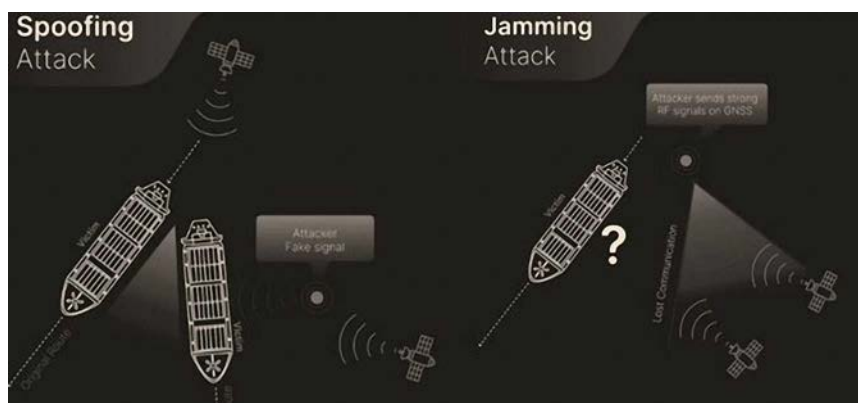 Spoofing
Attack
Victim
Original Route
Victim
Attacker
Fake signal
Jamming
Attack
Attacker sends strong
RF signals on GNSS
Victim
?
Lost Communication